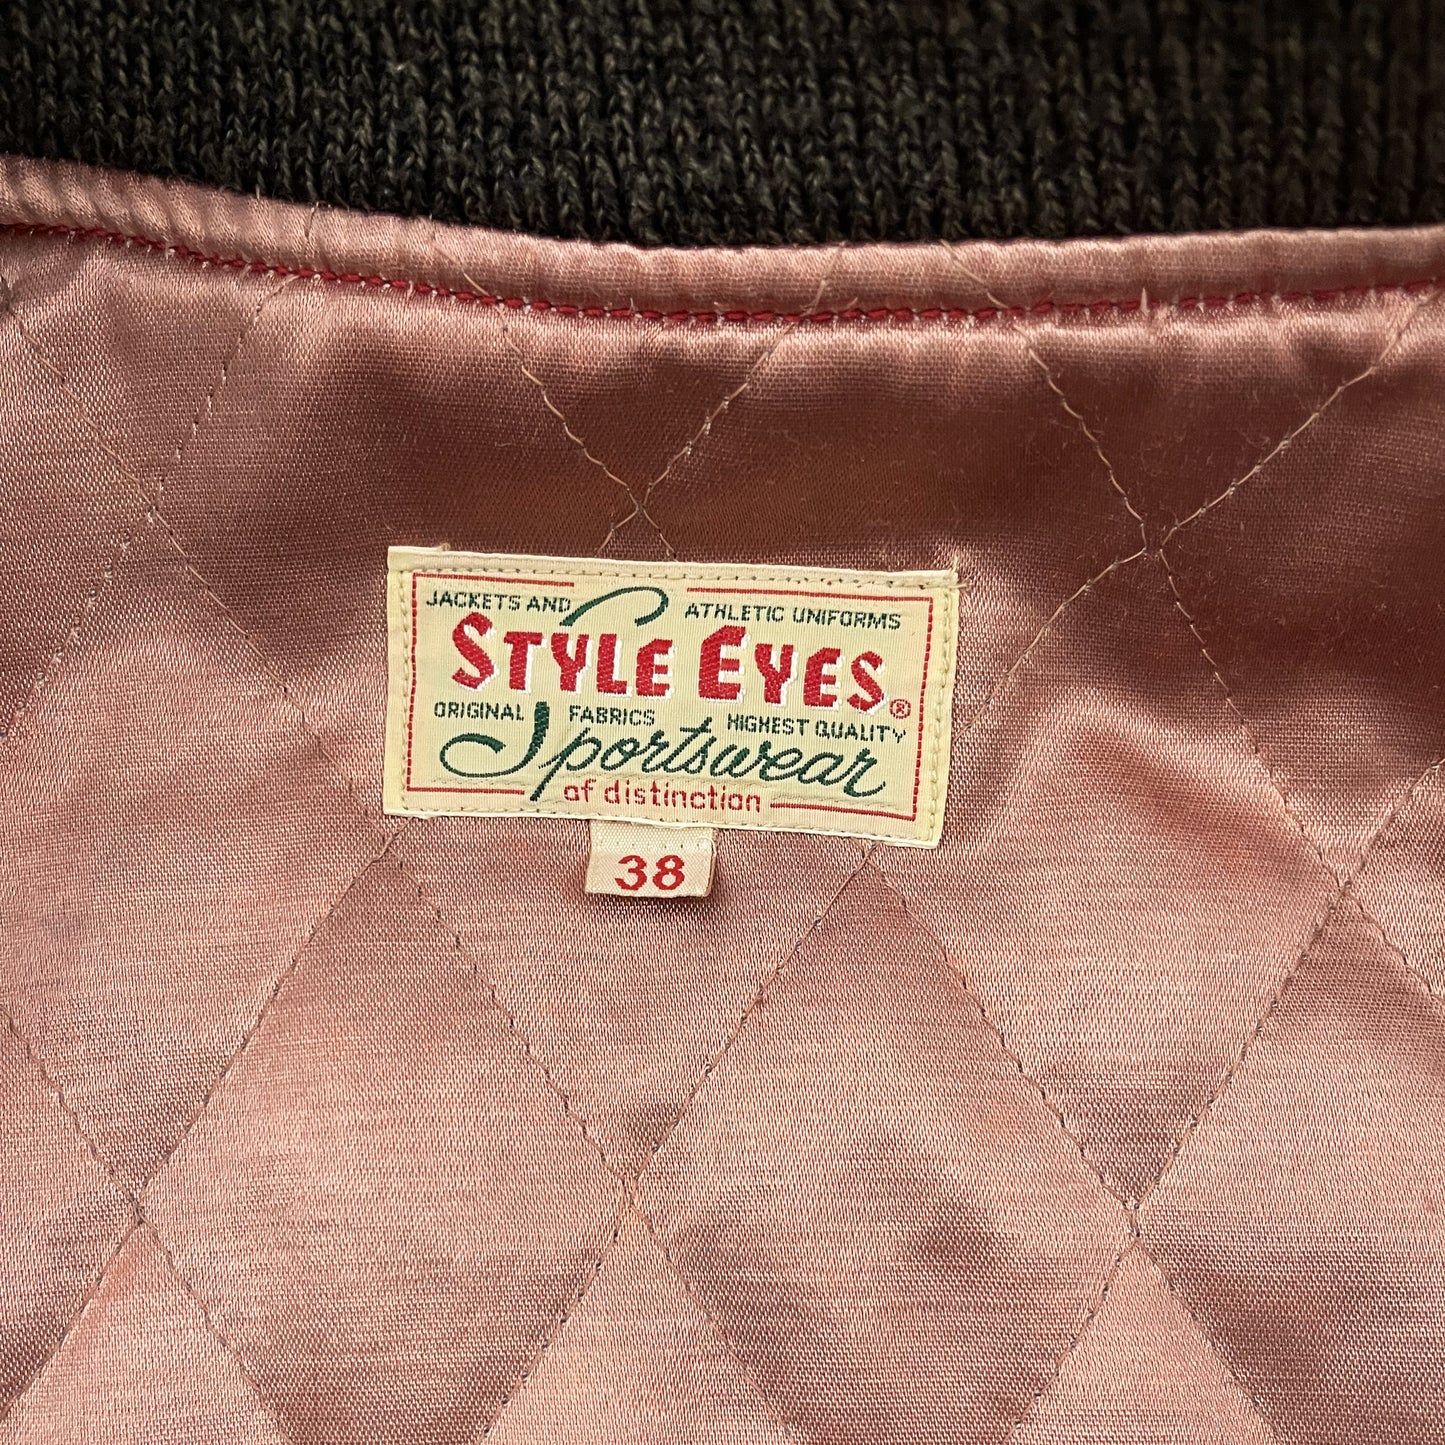 JACKETS AND ATHLETIC UNIFORMS
STYLE EYES®
ORIGINAL FABRICS HIGHEST QUALITY
Sportswear
of distinction
38